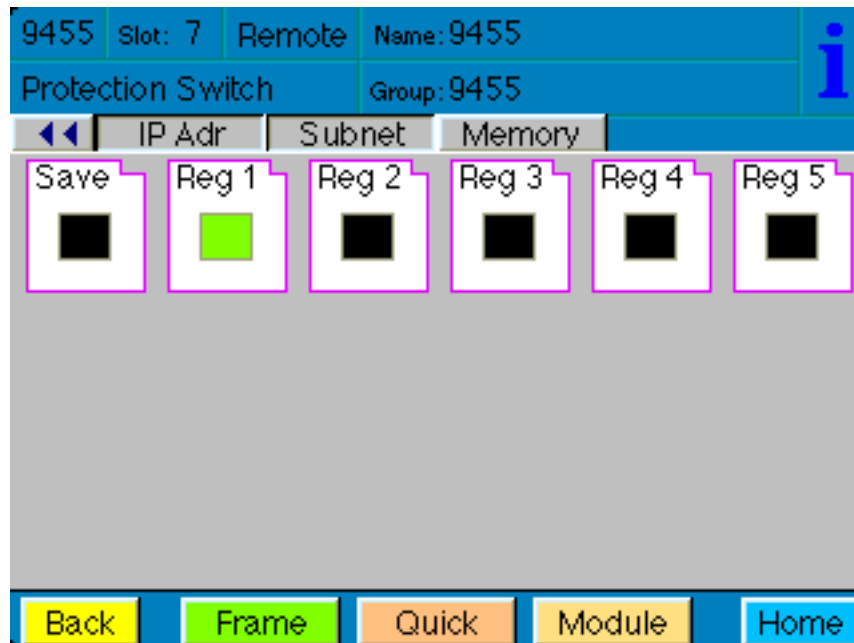 9455 Slot: 7 Remote Name: 9455 i
Protection Switch Group: 9455
IP Adr Subnet Memory
Save Reg 1 Reg 2 Reg 3 Reg 4 Reg 5
Back Frame Quick Module Home